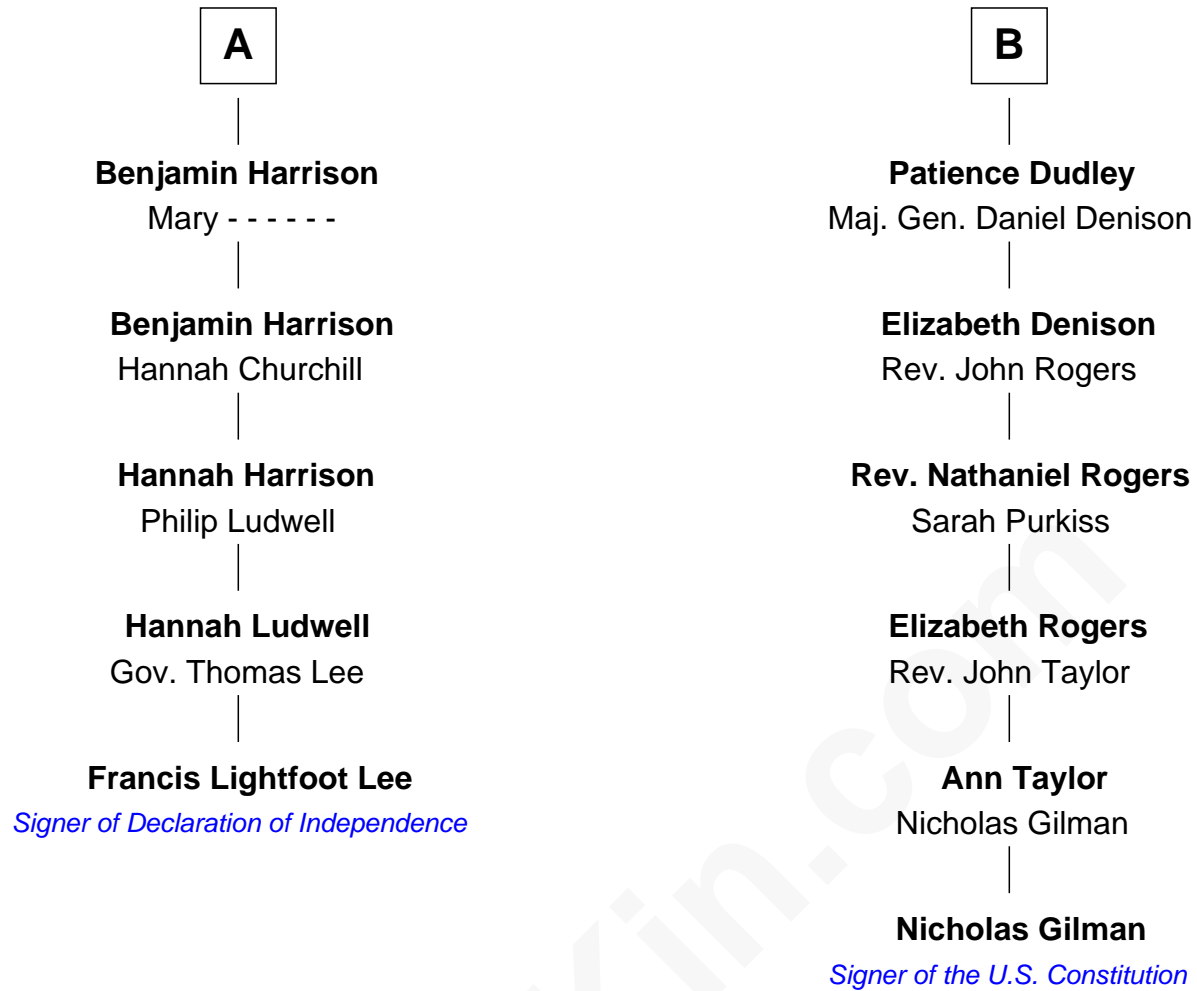 A
Benjamin Harrison
Mary - - - - - -
Benjamin Harrison
Hannah Churchill
Hannah Harrison
Philip Ludwell
Hannah Ludwell
Gov. Thomas Lee
Francis Lightfoot Lee
Signer of Declaration of Independence
B
Patience Dudley
Maj. Gen. Daniel Denison
Elizabeth Denison
Rev. John Rogers
Rev. Nathaniel Rogers
Sarah Purkiss
Elizabeth Rogers
Rev. John Taylor
Ann Taylor
Nicholas Gilman
Nicholas Gilman
Signer of the U.S. Constitution